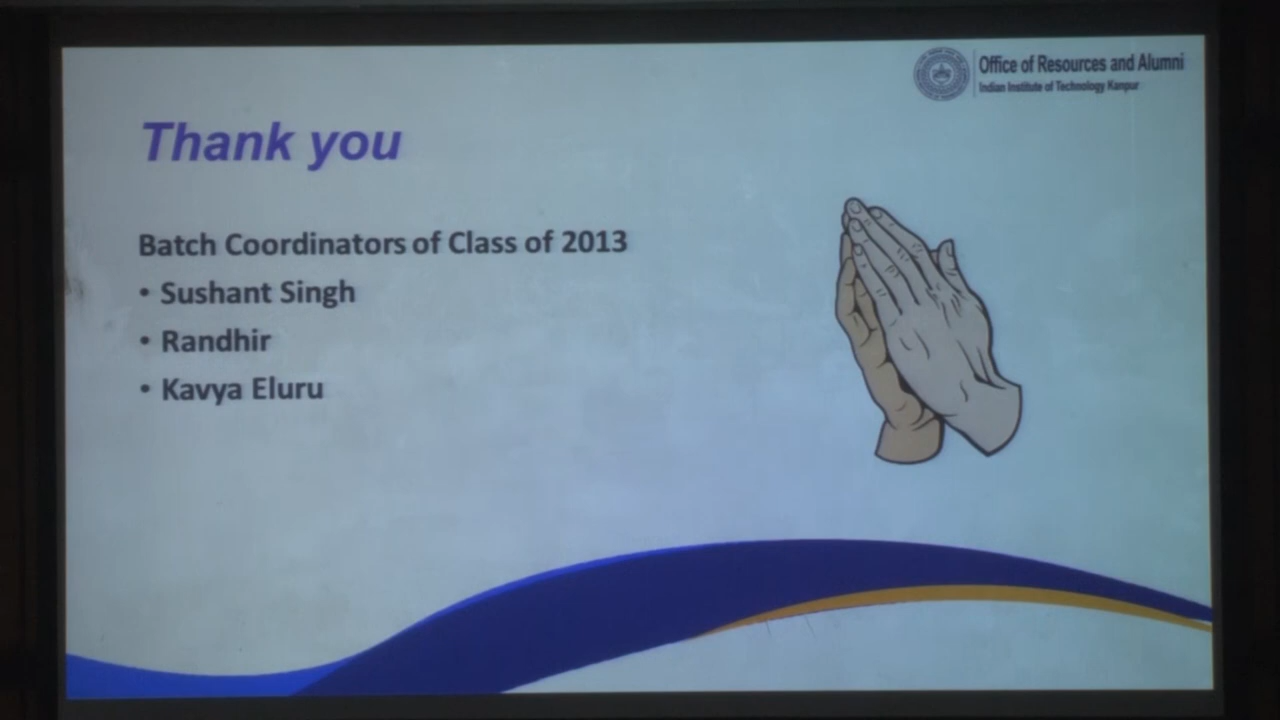 Office of Resources and Alumni
Indian Institute of Technology Kanpur
Thank you
Batch Coordinators of Class of 2013
• Sushant Singh
• Randhir
• Kavya Eluru